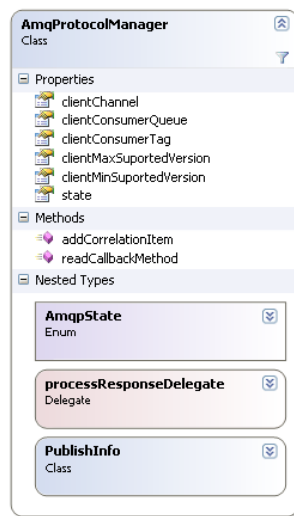 AmqProtocolManager
Class
Properties
clientChannel
clientConsumerQueue
clientConsumerTag
clientMaxSuportedVersion
clientMinSuportedVersion
state
Methods
addCorrelationItem
readCallbackMethod
Nested Types
AmqpState
Enum
processResponseDelegate
Delegate
PublishInfo
Class